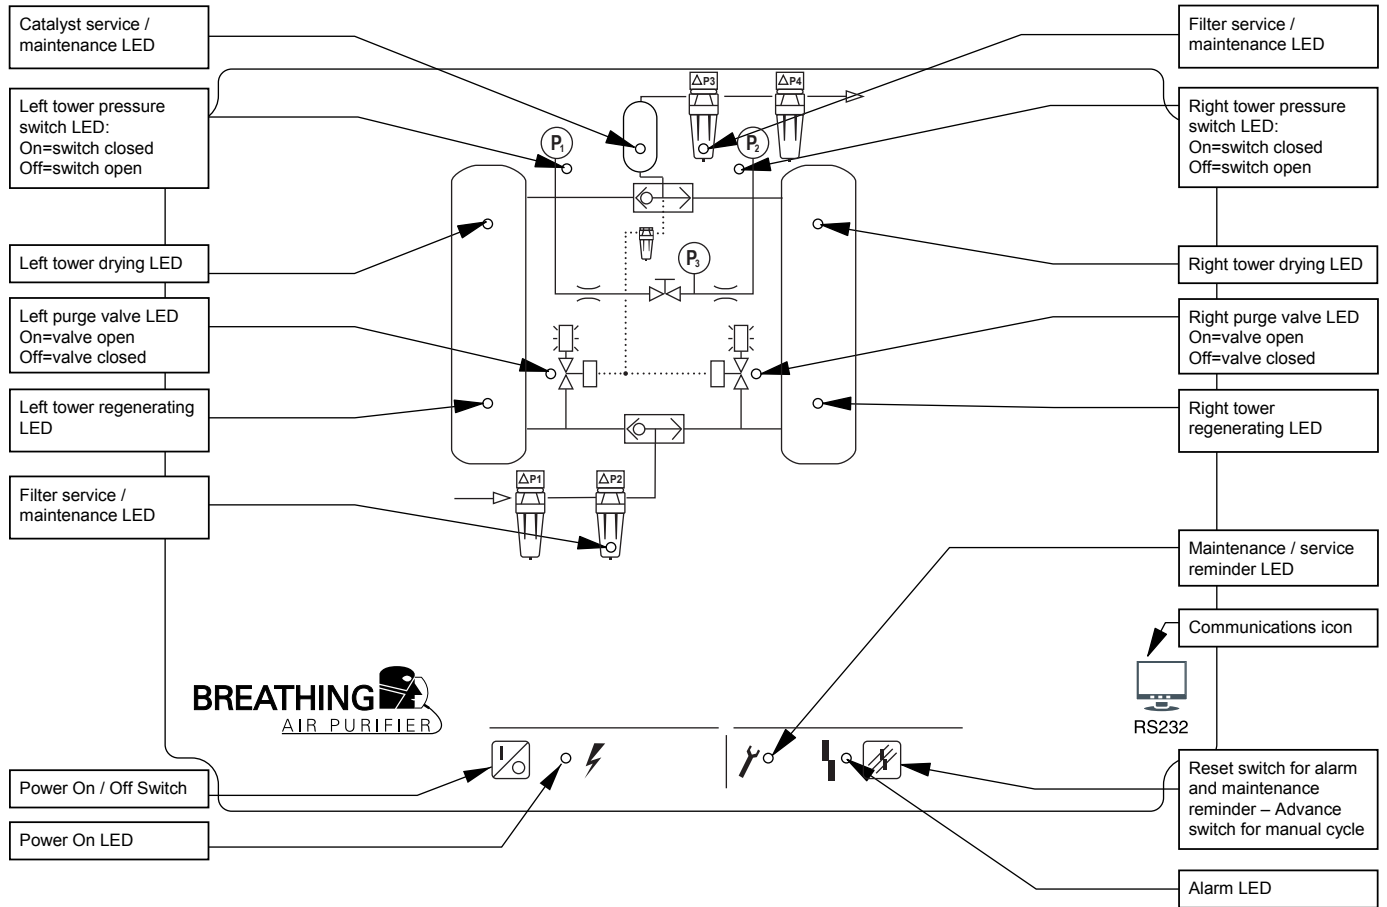 Catalyst service /
maintenance LED
Left tower pressure
switch LED:
On=switch closed
Off=switch open
Left tower drying LED
Left purge valve LED
On=valve open
Off=valve closed
Left tower regenerating
LED
Filter service /
maintenance LED
Power On / Off Switch
Power On LED
△P3
△P4
P1
P2
P3
△P1
△P2
BREATHING
AIR PURIFIER
Filter service /
maintenance LED
Right tower pressure
switch LED:
On=switch closed
Off=switch open
Right tower drying LED
Right purge valve LED
On=valve open
Off=valve closed
Right tower
regenerating LED
Maintenance / service
reminder LED
Communications icon
RS232
Reset switch for alarm
and maintenance
reminder – Advance
switch for manual cycle
Alarm LED